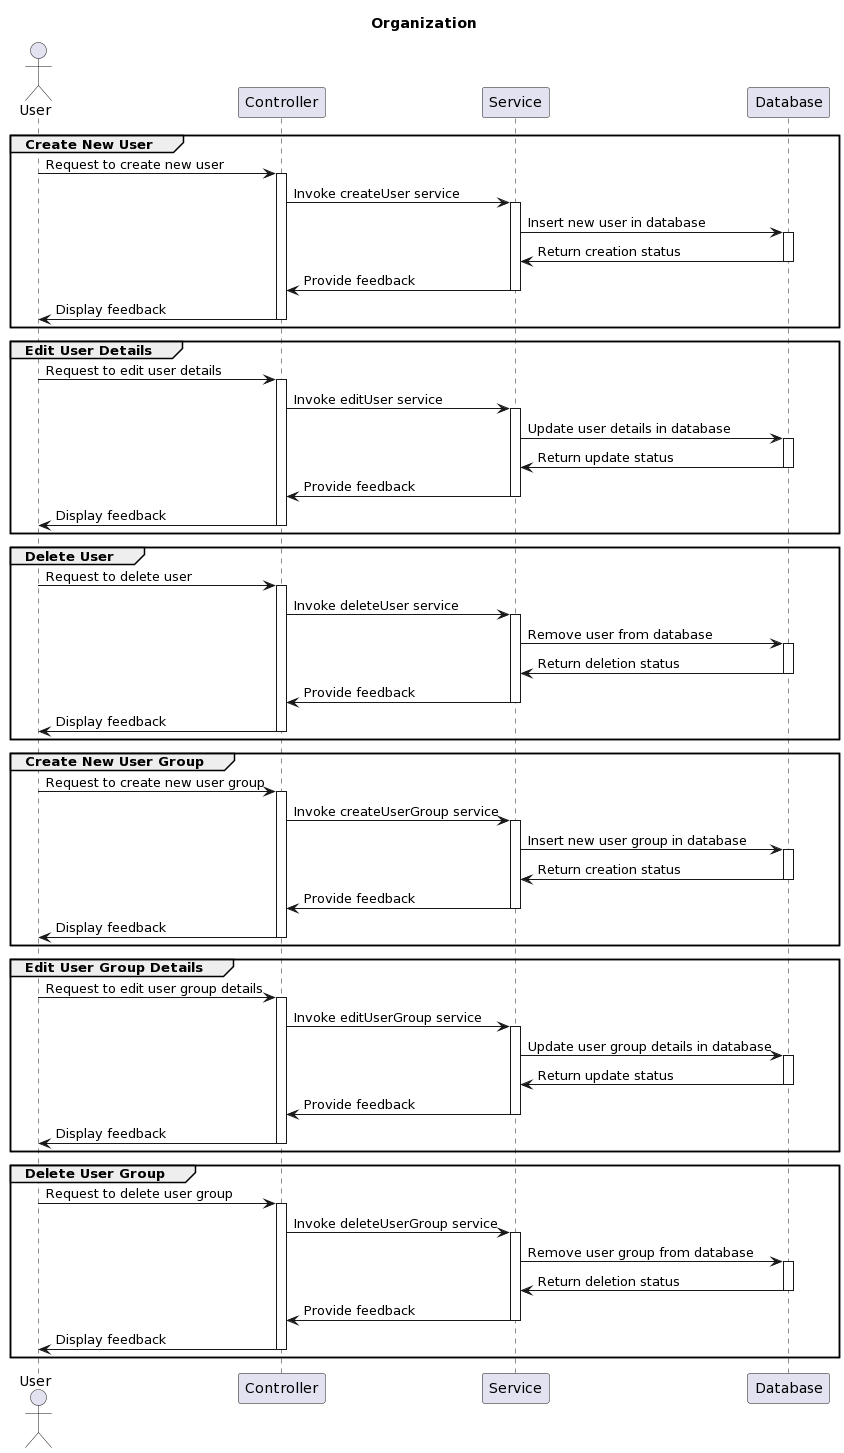 Organization
User
Controller
Service
Database
Create New User
Request to create new user
Invoke createUser service
Insert new user in database
Return creation status
Provide feedback
Display feedback
Edit User Details
Request to edit user details
Invoke editUser service
Update user details in database
Return update status
Provide feedback
Display feedback
Delete User
Request to delete user
Invoke deleteUser service
Remove user from database
Return deletion status
Provide feedback
Display feedback
Create New User Group
Request to create new user group
Invoke createUserGroup service
Insert new user group in database
Return creation status
Provide feedback
Display feedback
Edit User Group Details
Request to edit user group details
Invoke editUserGroup service
Update user group details in database
Return update status
Provide feedback
Display feedback
Delete User Group
Request to delete user group
Invoke deleteUserGroup service
Remove user group from database
Return deletion status
Provide feedback
Display feedback
User
Controller
Service
Database